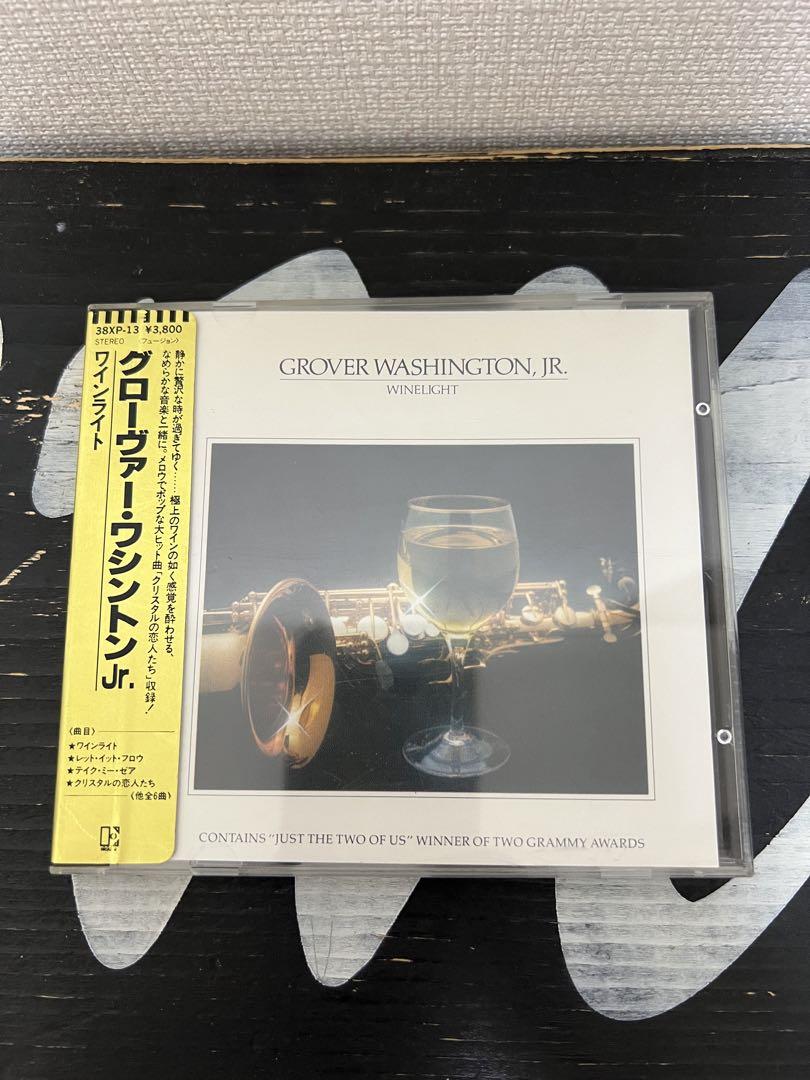 38XP-13 ¥3,800
STEREO 〈フュージョン〉
静かに贅沢な時が過ぎてゆく……極上のワインの如く感覚を酔わせる、
なめらかな音楽と一緒に。メロウでポップな大ヒット曲「クリスタルの恋人たち」収録！
グローヴァー・ワシントンJr.
ワインライト
〈曲目〉
★ワインライト
★レット・イット・フロウ
★テイク・ミー・ゼア
★クリスタルの恋人たち
〈他全6曲〉
GROVER WASHINGTON, JR.
WINELIGHT
CONTAINS "JUST THE TWO OF US" WINNER OF TWO GRAMMY AWARDS